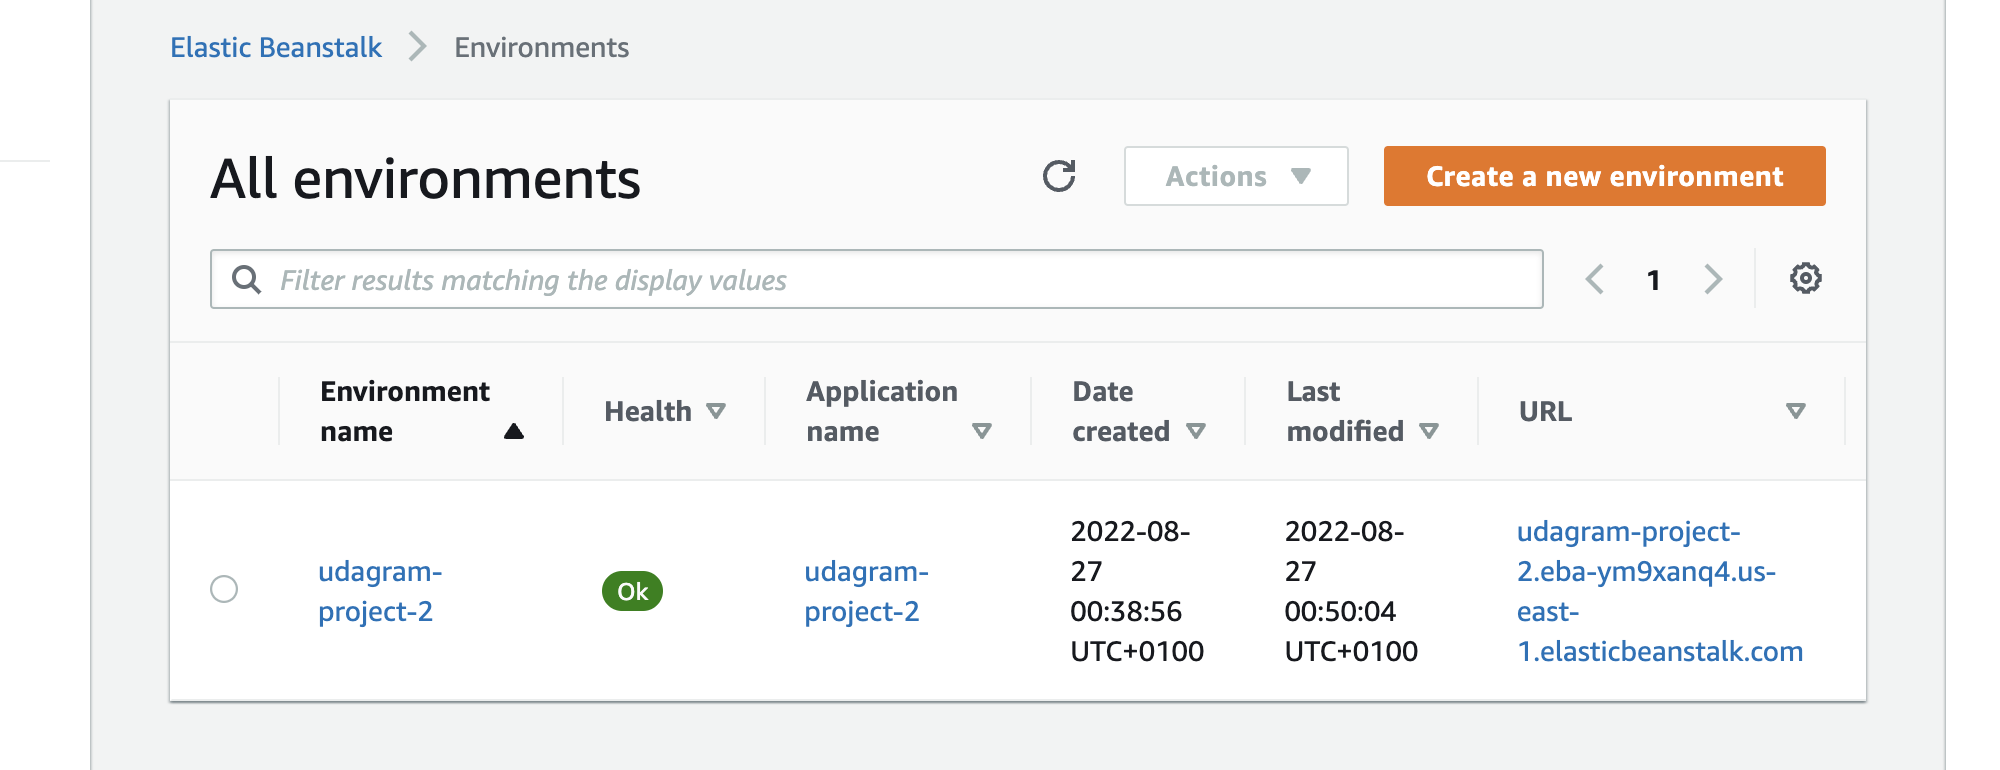 Elastic Beanstalk > Environments
All environments
Actions
Create a new environment
Filter results matching the display values
1
Environment
name
Health
Application
name
Date
created
Last
modified
URL
udagram-
project-2
Ok
udagram-
project-2
2022-08-
27
00:38:56
UTC+0100
2022-08-
27
00:50:04
UTC+0100
udagram-project-
2.eba-ym9xanq4.us-
east-
1.elasticbeanstalk.com